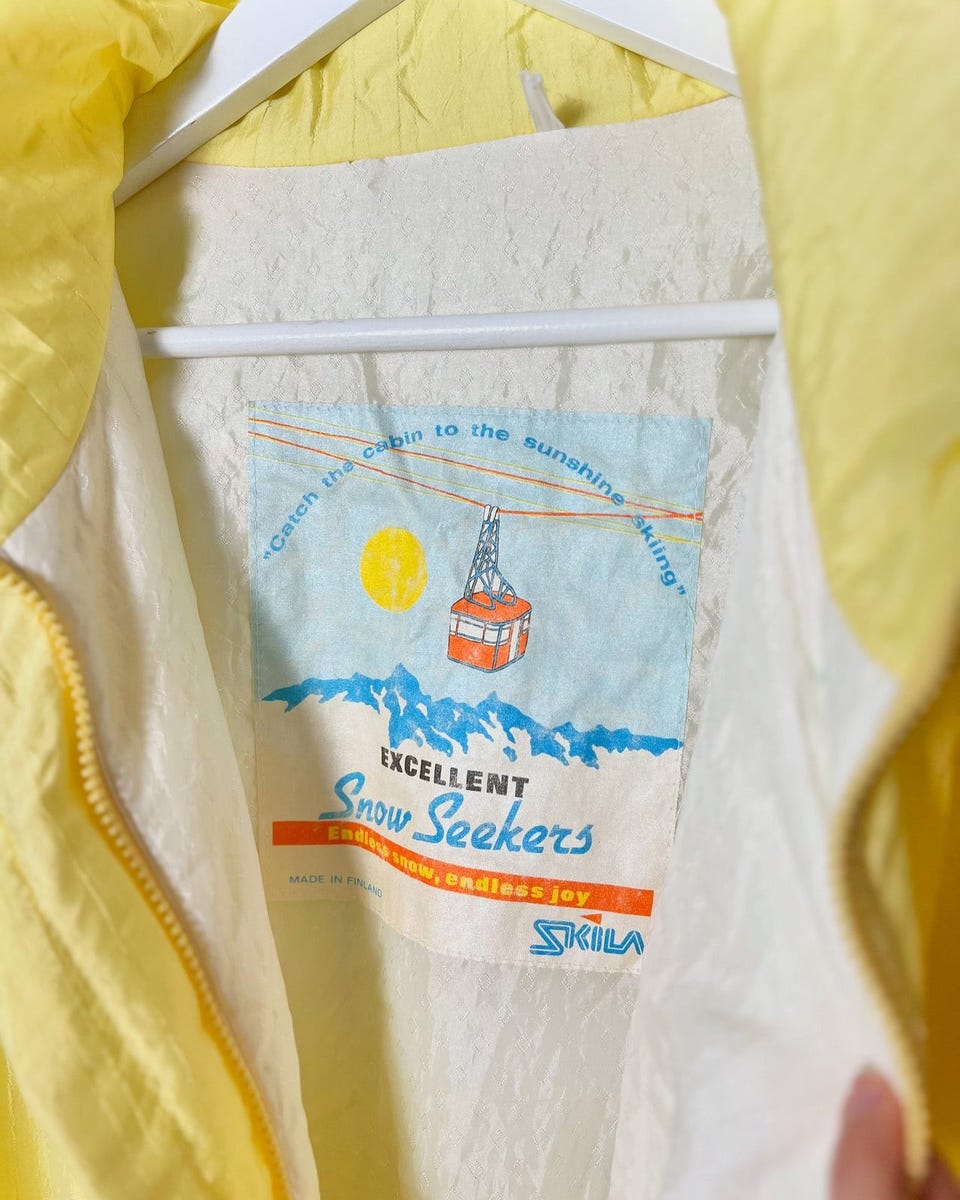 "Catch the cabin to the sunshine skiing"
EXCELLENT
Snow Seekers
Endless snow, endless joy
MADE IN FINLAND
SKILA